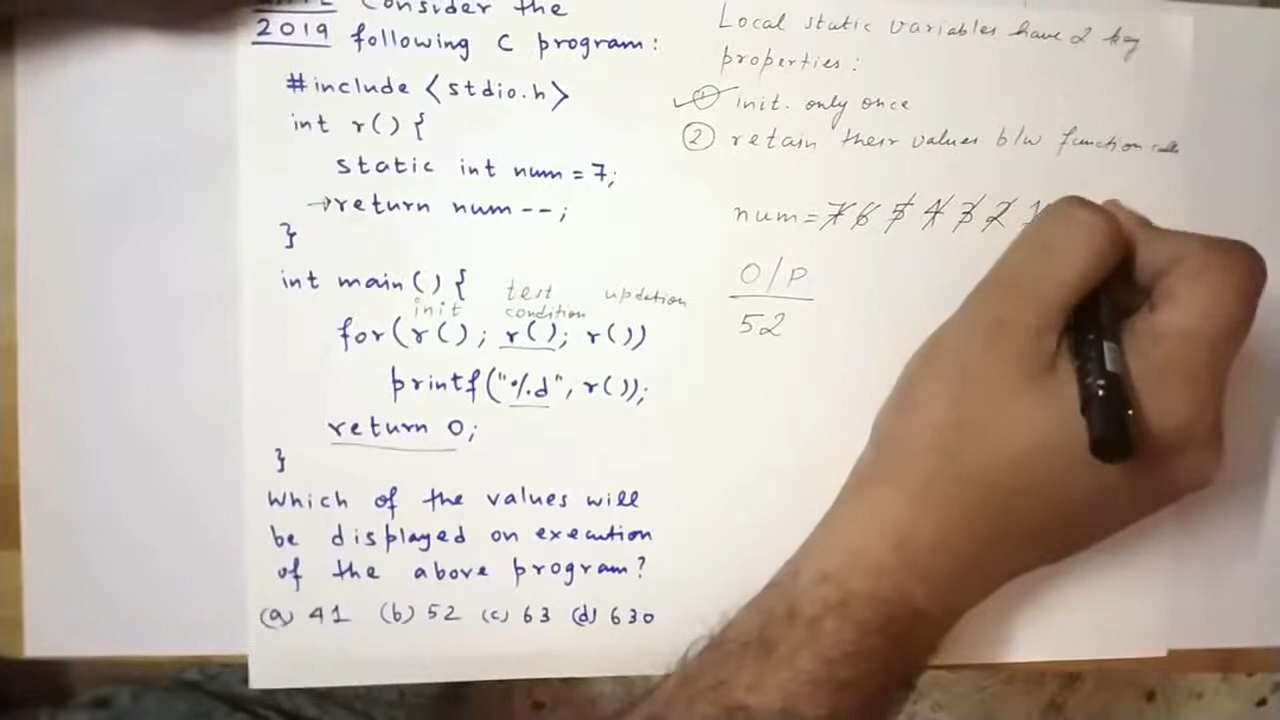 Consider the
2019 following C program:
#include <stdio.h>
int r() {
static int num = 7;
→return num --;
}
int main() {
init test condition updation
for(r(); r(); r())
printf("%d", r());
return 0;
}
Which of the values will
be displayed on execution
of the above program?
(a) 41 (b) 52 (c) 63 (d) 630
Local static variables have 2 key
properties:
① init. only once
② retain their values b/w function calls
num = 7 6 5 4 3 2 1
O/P
52